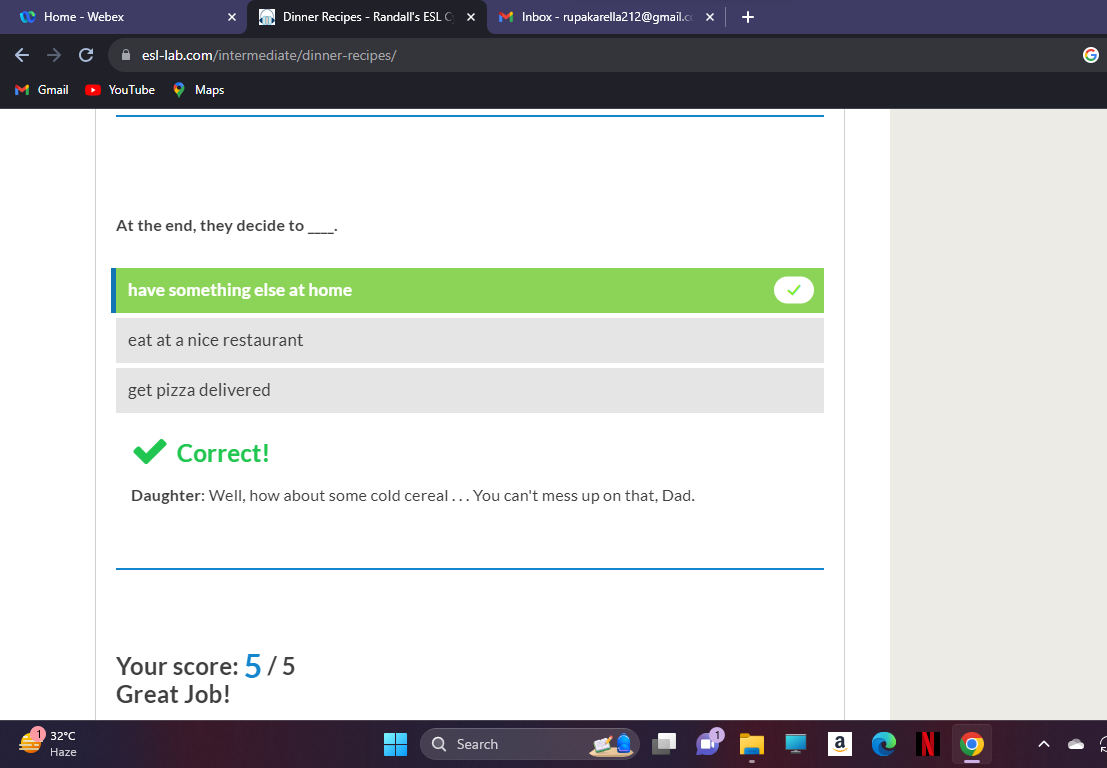 Home - Webex
Dinner Recipes - Randall's ESL C
Inbox - rupakarella212@gmail.c
esl-lab.com/intermediate/dinner-recipes/
Gmail
YouTube
Maps
At the end, they decide to ____.
have something else at home
eat at a nice restaurant
get pizza delivered
Correct!
Daughter: Well, how about some cold cereal . . . You can't mess up on that, Dad.
Your score: 5 / 5
Great Job!
1
32°C
Haze
Search
1
a
N